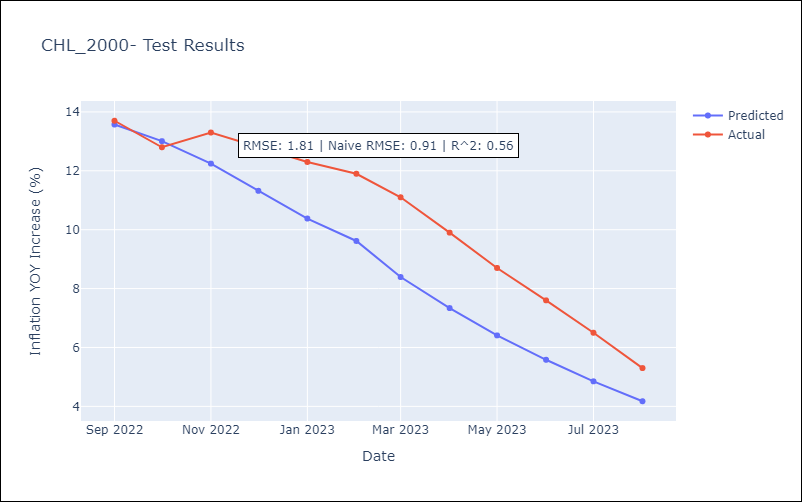 CHL_2000- Test Results
Predicted
Actual
RMSE: 1.81 | Naive RMSE: 0.91 | R^2: 0.56
Inflation YOY Increase (%)
14
12
10
8
6
4
Sep 2022
Nov 2022
Jan 2023
Mar 2023
May 2023
Jul 2023
Date